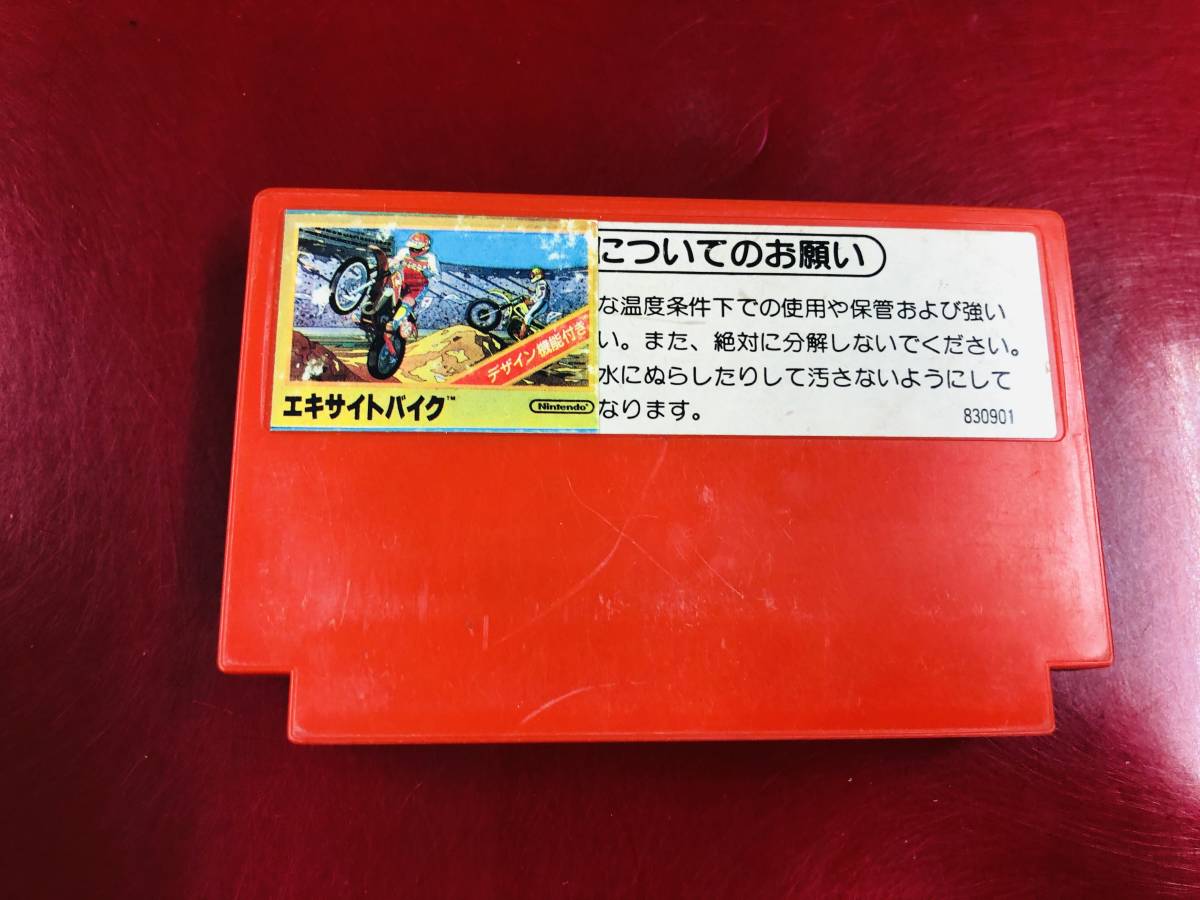 についてのお願い
な温度条件下での使用や保管および強い
い。また、絶対に分解しないでください。
水にぬらしたりして汚さないようにして
なります。
830901
デザイン機能付き
エキサイトバイク™
Nintendo®